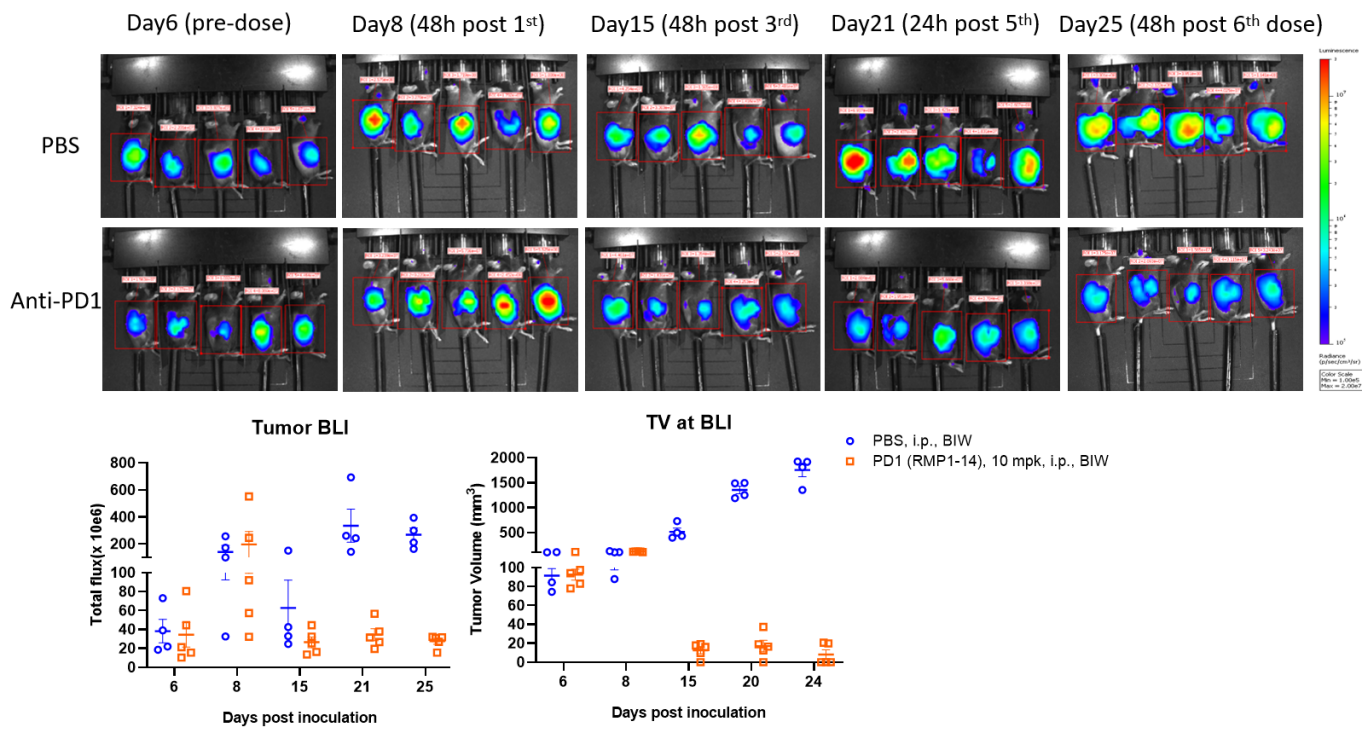 Day6 (pre-dose)
Day8 (48h post 1st)
Day15 (48h post 3rd)
Day21 (24h post 5th)
Day25 (48h post 6th dose)
Luminescence
PBS
Anti-PD1
Radiance
(p/sec/cm²/sr)
Color Scale
Min = 1.00e5
Max = 2.00e7
Tumor BLI
Total flux(x 10e6)
800
600
400
200
100
80
60
40
20
0
6
8
15
21
25
Days post inoculation
TV at BLI
Tumor Volume (mm3)
2000
1500
1000
500
100
80
60
40
20
0
6
8
15
20
24
Days post inoculation
PBS, i.p., BIW
PD1 (RMP1-14), 10 mpk, i.p., BIW